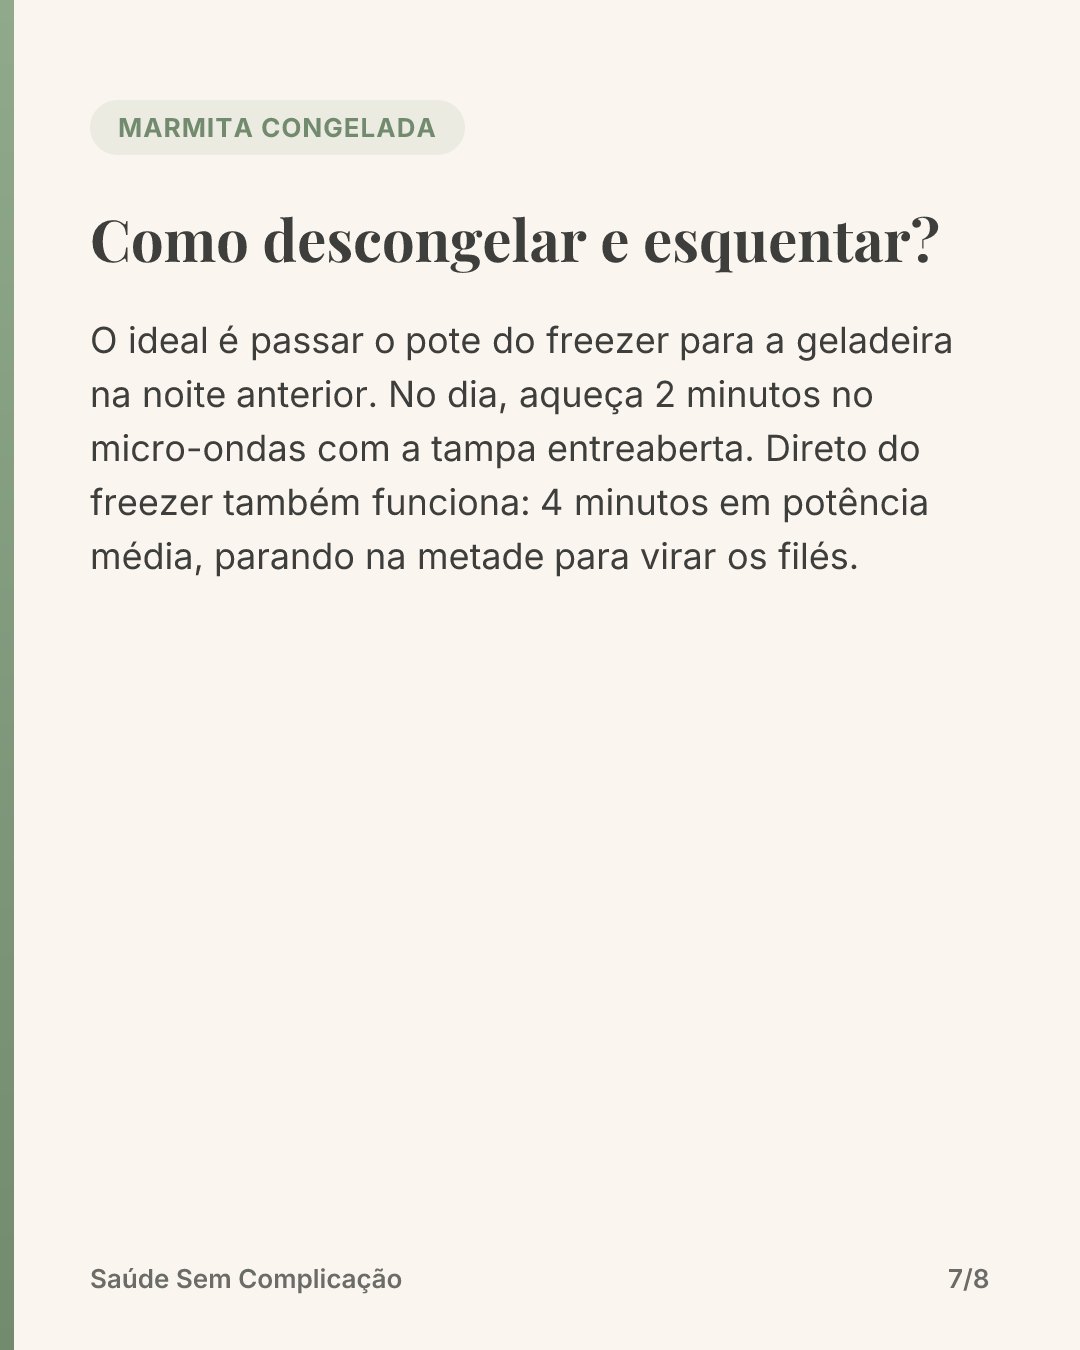 MARMITA CONGELADA
Como descongelar e esquentar?
O ideal é passar o pote do freezer para a geladeira
na noite anterior. No dia, aqueça 2 minutos no
micro-ondas com a tampa entreaberta. Direto do
freezer também funciona: 4 minutos em potência
média, parando na metade para virar os filés.
Saúde Sem Complicação
7/8